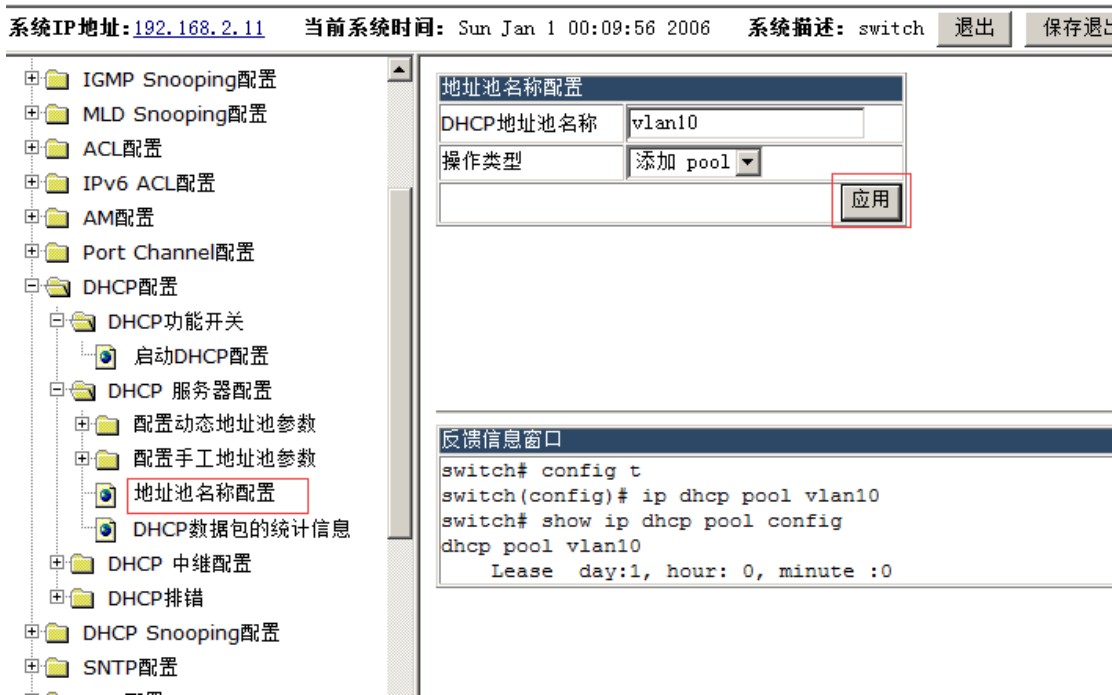 系统IP地址:192.168.2.11 当前系统时间: Sun Jan 1 00:09:56 2006 系统描述: switch 退出 保存退出
IGMP Snooping配置
MLD Snooping配置
ACL配置
IPv6 ACL配置
AM配置
Port Channel配置
DHCP配置
DHCP功能开关
启动DHCP配置
DHCP 服务器配置
配置动态地址池参数
配置手工地址池参数
地址池名称配置
DHCP数据包的统计信息
DHCP 中继配置
DHCP排错
DHCP Snooping配置
SNTP配置
地址池名称配置
DHCP地址池名称 vlan10
操作类型 添加 pool
应用
反馈信息窗口
switch# config t
switch(config)# ip dhcp pool vlan10
switch# show ip dhcp pool config
dhcp pool vlan10
Lease day:1, hour: 0, minute :0